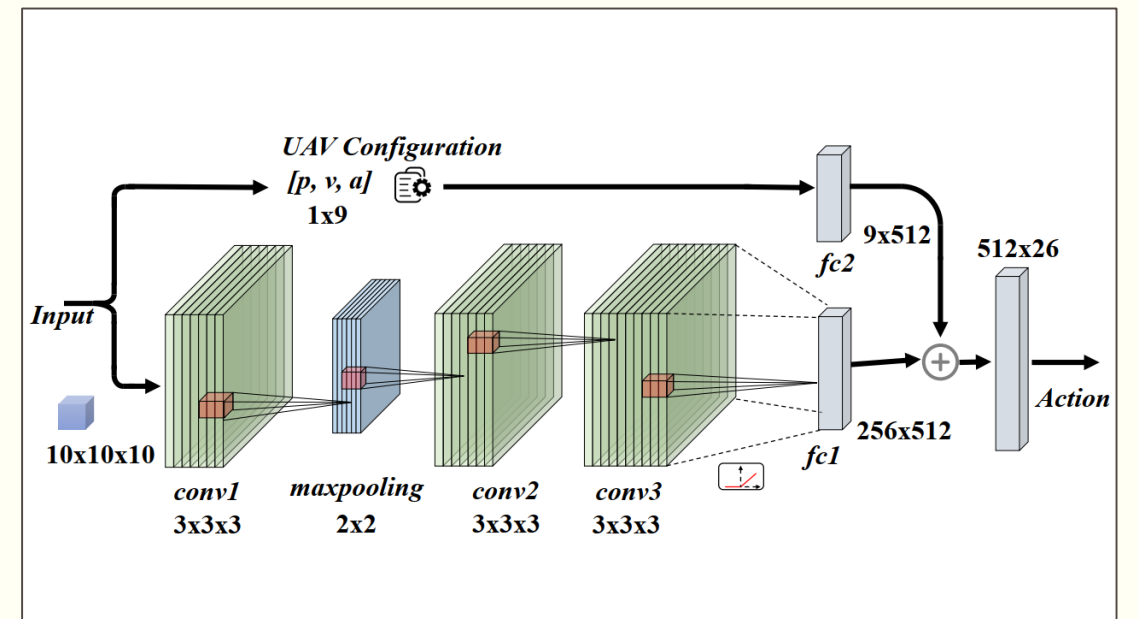 UAV Configuration
[p, v, a]
1x9
9x512
fc2
512x26
Input
10x10x10
conv1
3x3x3
maxpooling
2x2
conv2
3x3x3
conv3
3x3x3
256x512
fc1
Action